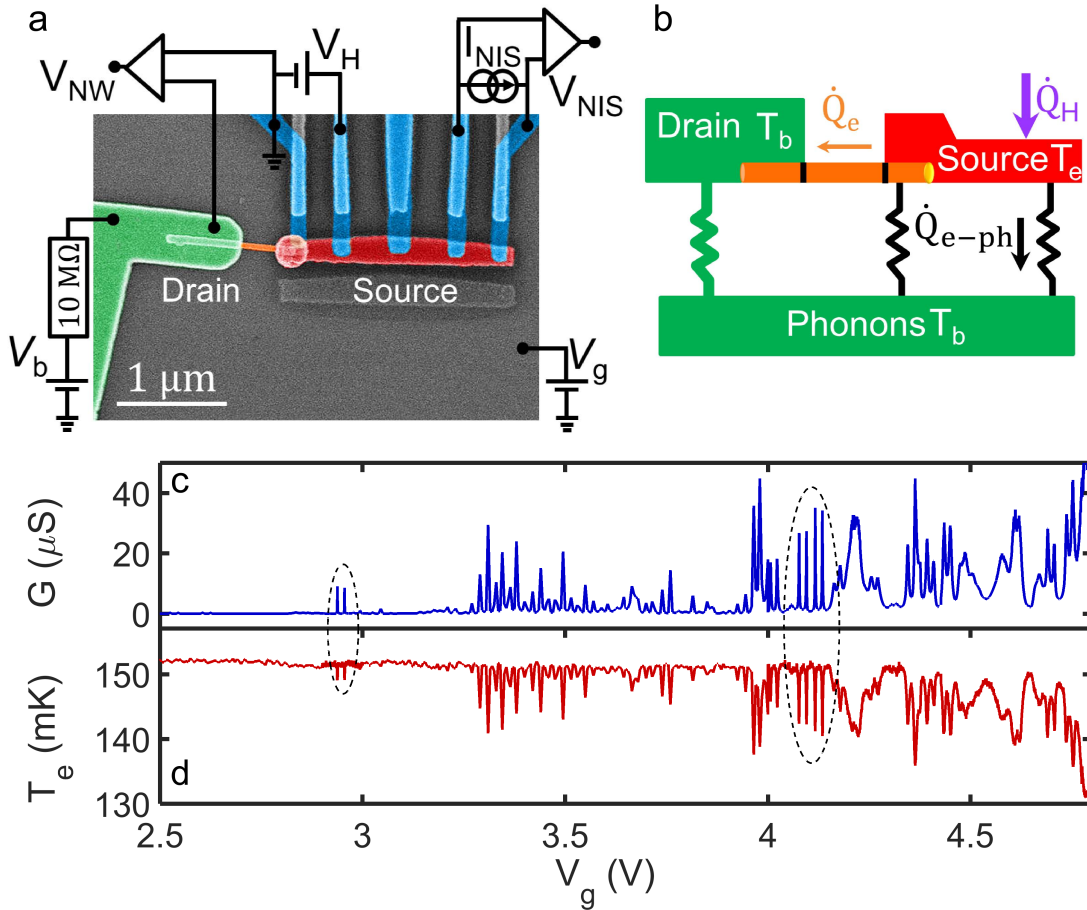 a
V_NW
V_H
I_NIS
V_NIS
10 MΩ
V_b
Drain
Source
1 μm
V_g
b
Drain T_b
Q̇_e
Q̇_H
Source T_e
Q̇_e−ph
Phonons T_b
c
G (μS)
40
20
0
d
T_e (mK)
150
140
130
2.5
3
3.5
4
4.5
V_g (V)